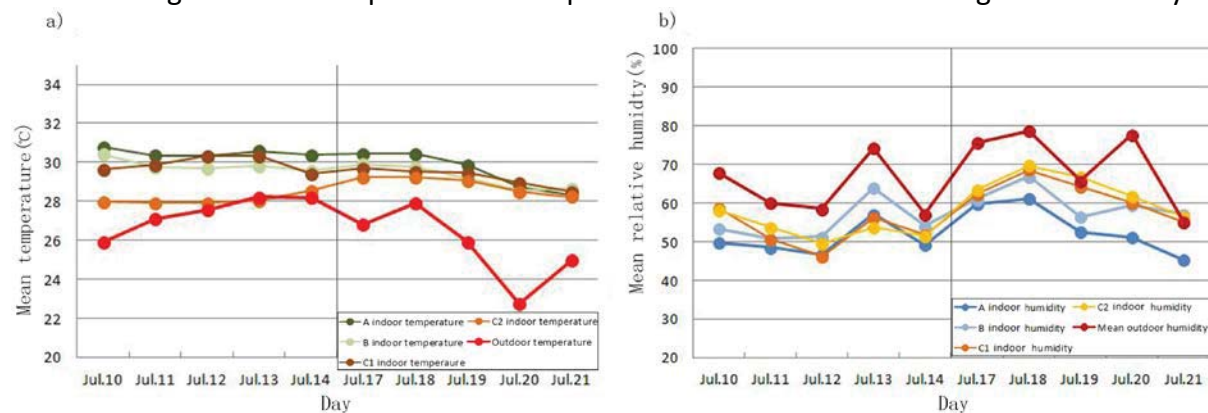 a)
b)
Mean temperature(℃)
34
32
30
28
26
24
22
20
A indoor temperature
C2 indoor temperature
B indoor temperature
Outdoor temperature
C1 indoor temperaure
Jul.10 Jul.11 Jul.12 Jul.13 Jul.14 Jul.17 Jul.18 Jul.19 Jul.20 Jul.21
Day
Mean relative humidty(%)
100
90
80
70
60
50
40
30
20
A indoor humidity
C2 indoor humidity
B indoor humidity
Mean outdoor humidity
C1 indoor humidity
Jul.10 Jul.11 Jul.12 Jul.13 Jul.14 Jul.17 Jul.18 Jul.19 Jul.20 Jul.21
Day